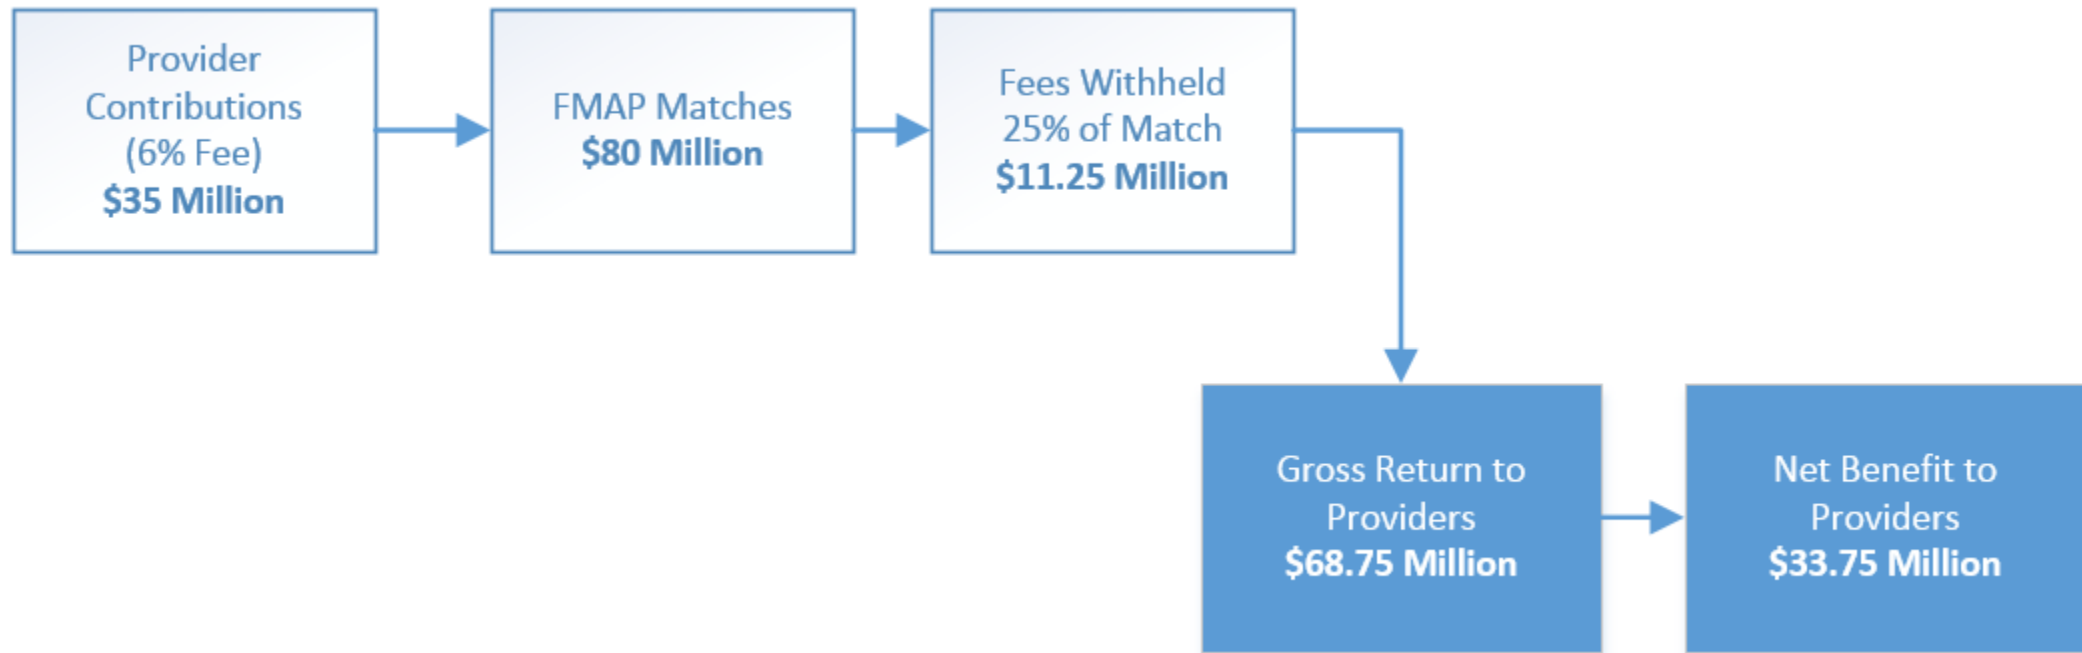 Provider
Contributions
(6% Fee)
$35 Million
FMAP Matches
$80 Million
Fees Withheld
25% of Match
$11.25 Million
Gross Return to
Providers
$68.75 Million
Net Benefit to
Providers
$33.75 Million